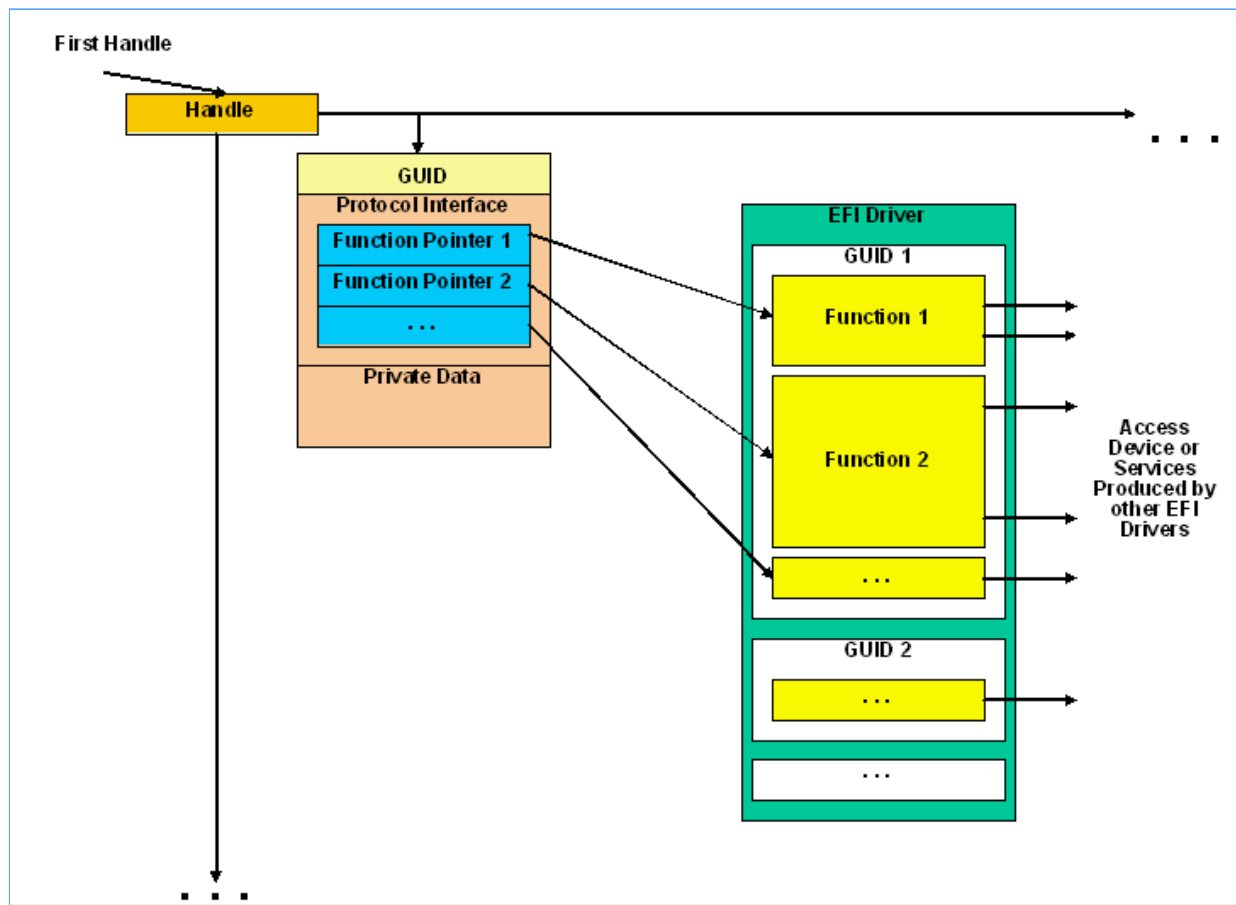 First Handle
Handle
. . .
GUID
Protocol Interface
Function Pointer 1
Function Pointer 2
. . .
Private Data
EFI Driver
GUID 1
Function 1
Function 2
. . .
GUID 2
. . .
. . .
Access
Device or
Services
Produced by
other EFI
Drivers
. . .